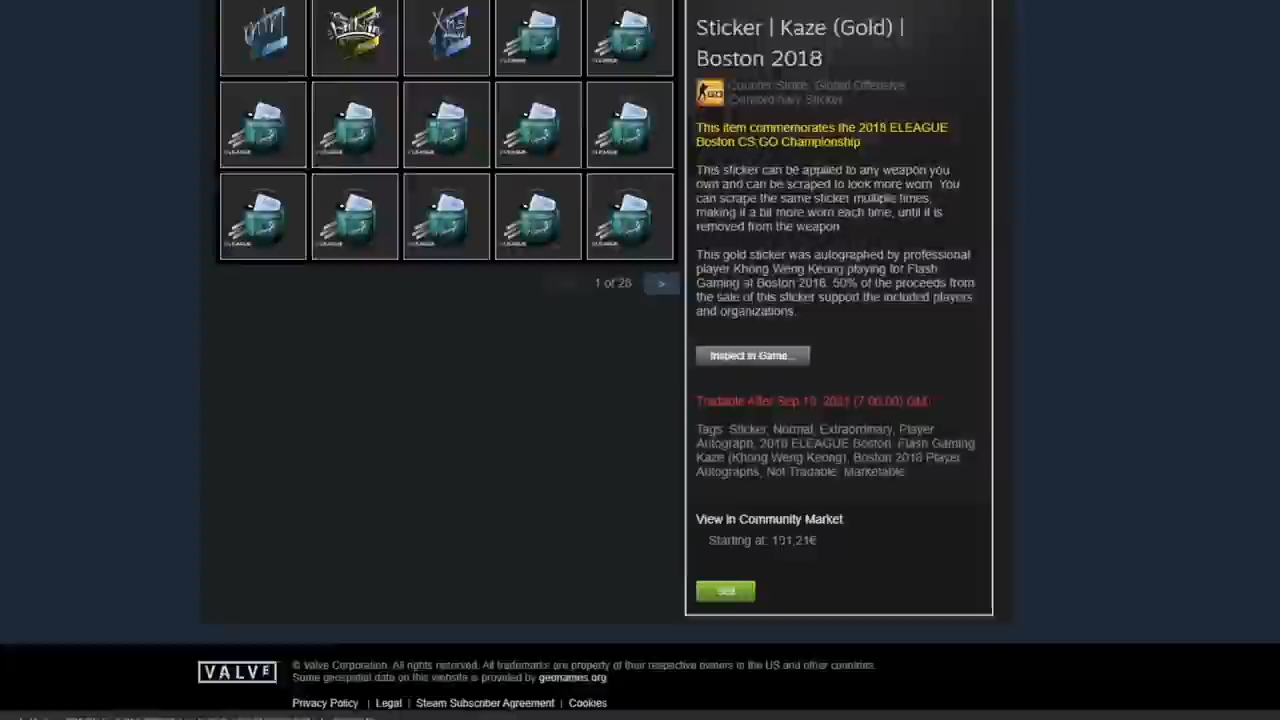 Sticker | Kaze (Gold) |
Boston 2018
Counter-Strike: Global Offensive
Extraordinary Sticker
This item commemorates the 2018 ELEAGUE
Boston CS:GO Championship
This sticker can be applied to any weapon you
own and can be scraped to look more worn. You
can scrape the same sticker multiple times,
making it a bit more worn each time, until it is
removed from the weapon.
This gold sticker was autographed by professional
player Khong Weng Keong playing for Flash
Gaming at Boston 2018. 50% of the proceeds from
the sale of this sticker support the included players
and organizations.
1 of 28 >
Inspect in Game...
Tradable After Sep 10, 2021 (7:00:00) GMT
Tags: Sticker, Normal, Extraordinary, Player
Autograph, 2018 ELEAGUE Boston, Flash Gaming
Kaze (Khong Weng Keong), Boston 2018 Player
Autographs, Not Tradable, Marketable
View in Community Market
Starting at: 191,21€
Sell
VALVE
© Valve Corporation. All rights reserved. All trademarks are property of their respective owners in the US and other countries.
Some geospatial data on this website is provided by geonames.org.
Privacy Policy | Legal | Steam Subscriber Agreement | Cookies